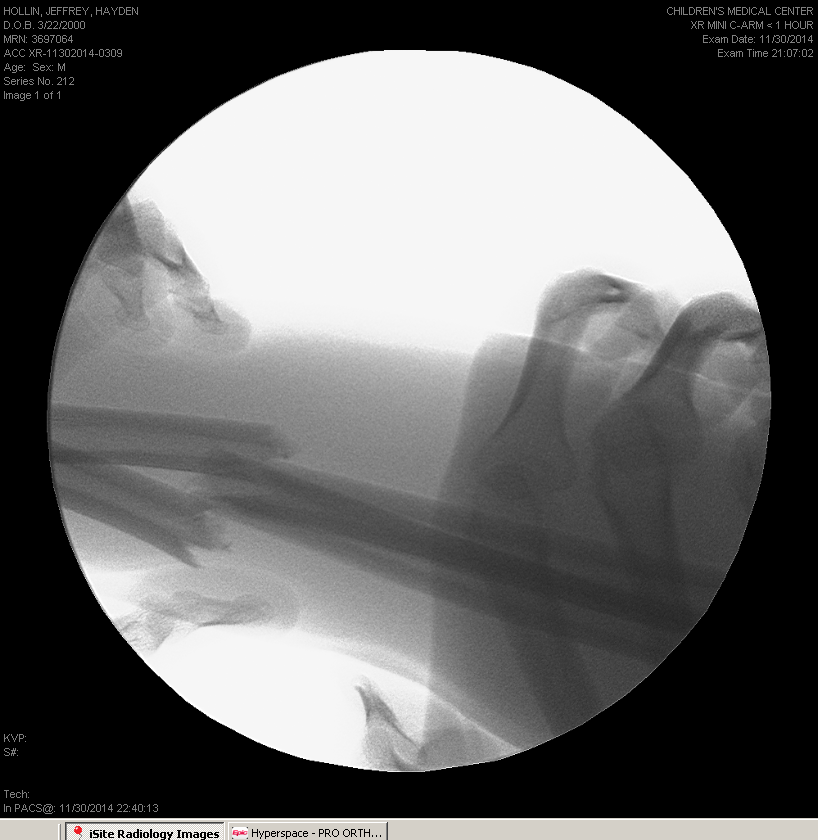 HOLLIN, JEFFREY, HAYDEN
D.O.B. 3/22/2000
MRN: 3697064
ACC XR-11302014-0309
Age: Sex: M
Series No. 212
Image 1 of 1
CHILDREN'S MEDICAL CENTER
XR MINI C-ARM < 1 HOUR
Exam Date: 11/30/2014
Exam Time 21:07:02
KVP:
S#:
Tech:
In PACS@: 11/30/2014 22:40:13
iSite Radiology Images
Epic Hyperspace - PRO ORTH...